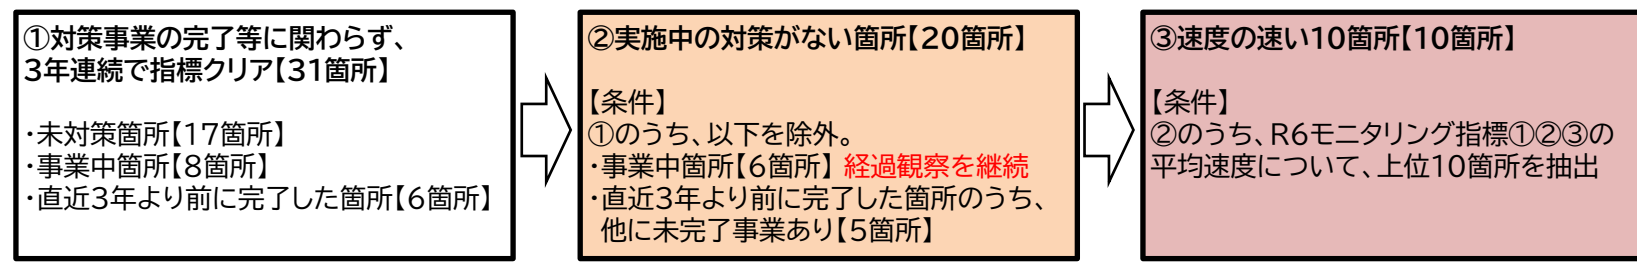 ①対策事業の完了等に関わらず、
3年連続で指標クリア【31箇所】
・未対策箇所【17箇所】
・事業中箇所【8箇所】
・直近3年より前に完了した箇所【6箇所】
②実施中の対策がない箇所【20箇所】
【条件】
①のうち、以下を除外。
・事業中箇所【6箇所】 経過観察を継続
・直近3年より前に完了した箇所のうち、
他に未完了事業あり【5箇所】
③速度の速い10箇所【10箇所】
【条件】
②のうち、R6モニタリング指標①②③の
平均速度について、上位10箇所を抽出